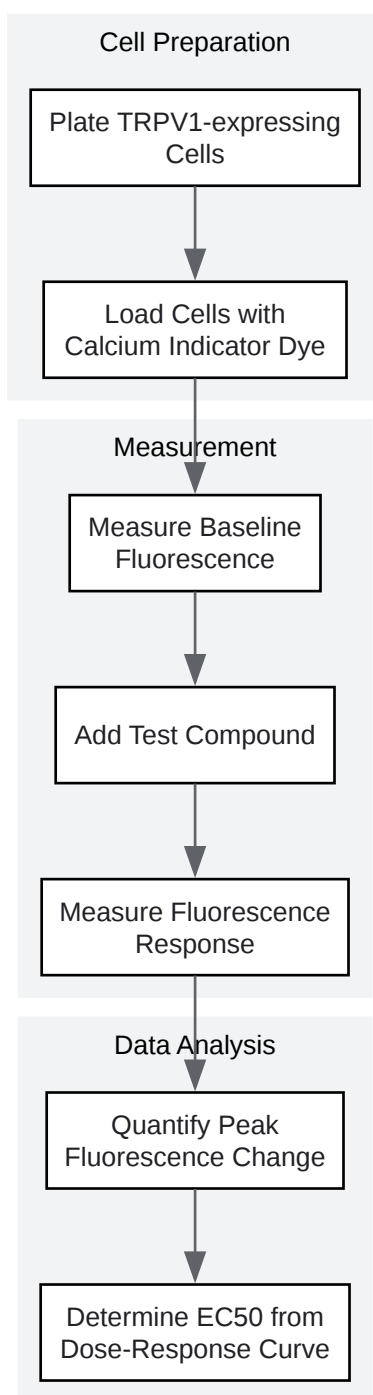 Cell Preparation
Plate TRPV1-expressing
Cells
Load Cells with
Calcium Indicator Dye
Measurement
Measure Baseline
Fluorescence
Add Test Compound
Measure Fluorescence
Response
Data Analysis
Quantify Peak
Fluorescence Change
Determine EC50 from
Dose-Response Curve